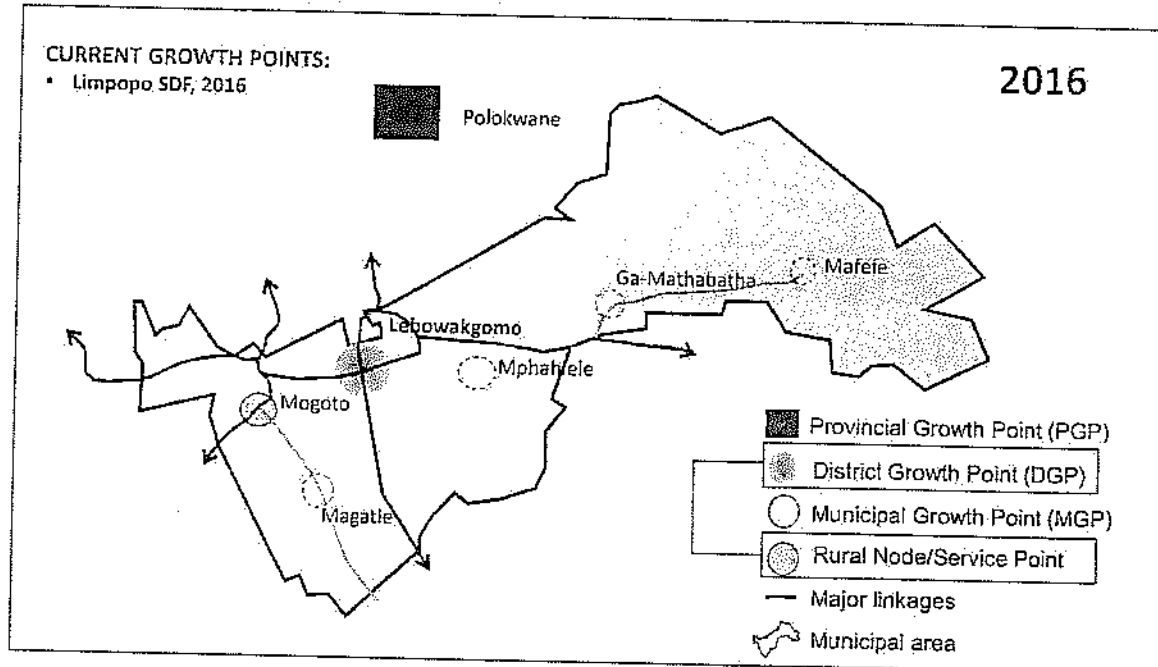 CURRENT GROWTH POINTS:
• Limpopo SDF, 2016
2016
Polokwane
Ga-Mathabatha
Mafefe
Lebowakgomo
Mphahlele
Mogoto
Magatle
Provincial Growth Point (PGP)
District Growth Point (DGP)
Municipal Growth Point (MGP)
Rural Node/Service Point
Major linkages
Municipal area